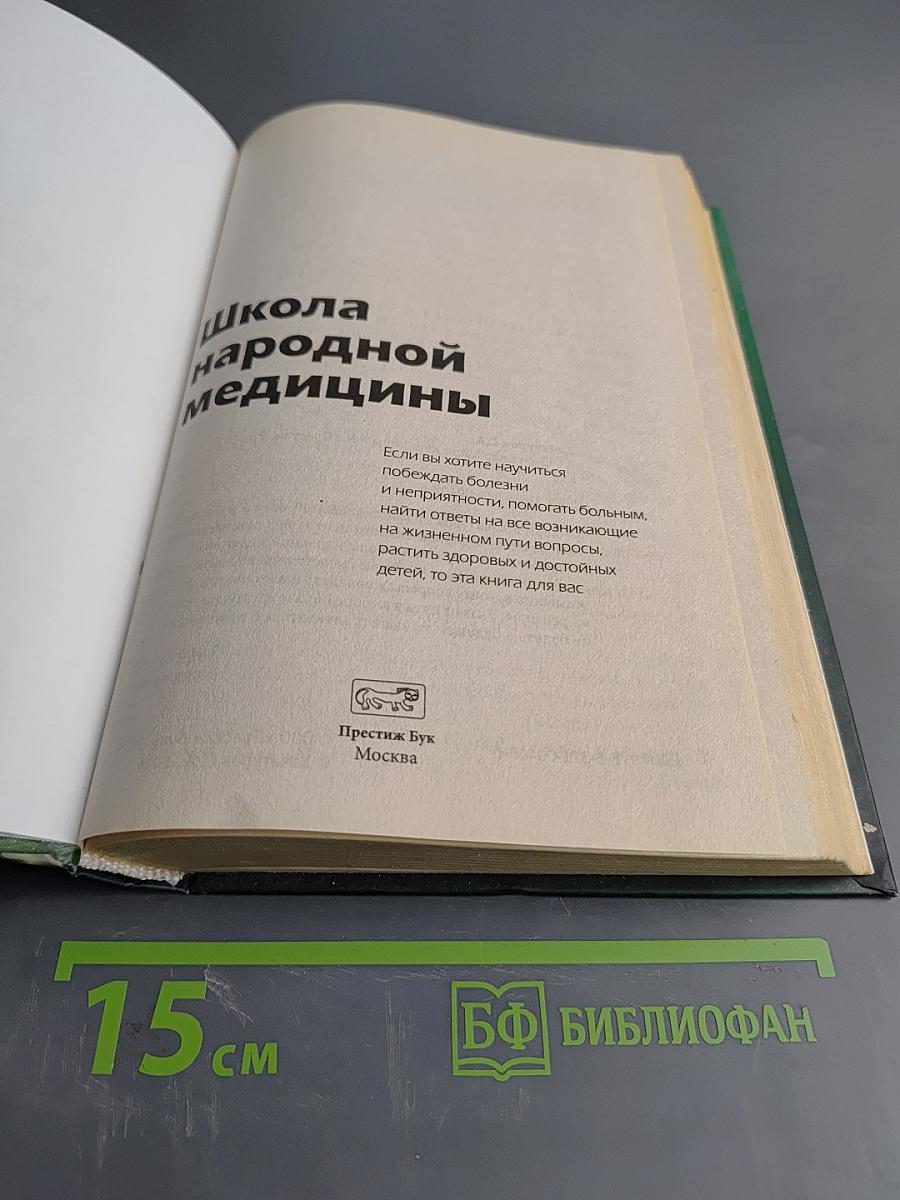 Школа
народной
медицины
Если вы хотите научиться
побеждать болезни
и неприятности, помогать больным,
найти ответы на все возникающие
на жизненном пути вопросы,
растить здоровых и достойных
детей, то эта книга для вас
Престиж Бук
Москва
15 см
БФ БИБЛИОФАН